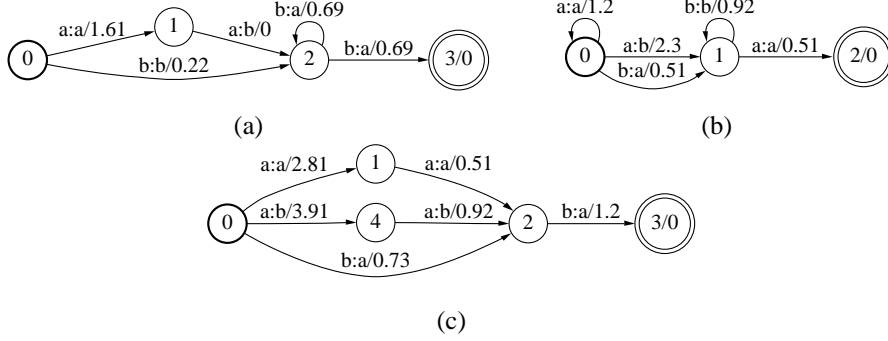 b:a/0.69
a:a/1.61
1
a:b/0
0
b:b/0.22
2
b:a/0.69
3/0
(a)
a:a/1.2
b:b/0.92
0
a:b/2.3
b:a/0.51
1
a:a/0.51
2/0
(b)
a:a/2.81
1
a:a/0.51
0
a:b/3.91
4
a:b/0.92
2
b:a/1.2
3/0
b:a/0.73
(c)